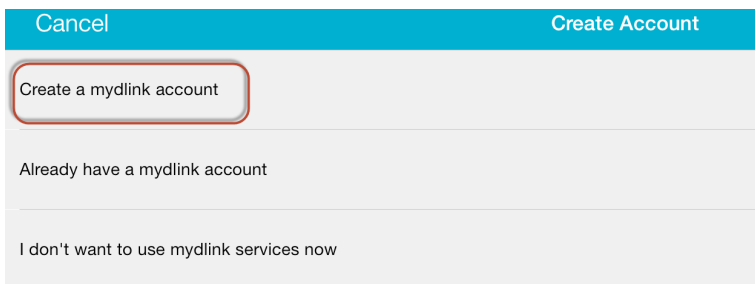 Cancel Create Account
Create a mydlink account
Already have a mydlink account
I don't want to use mydlink services now